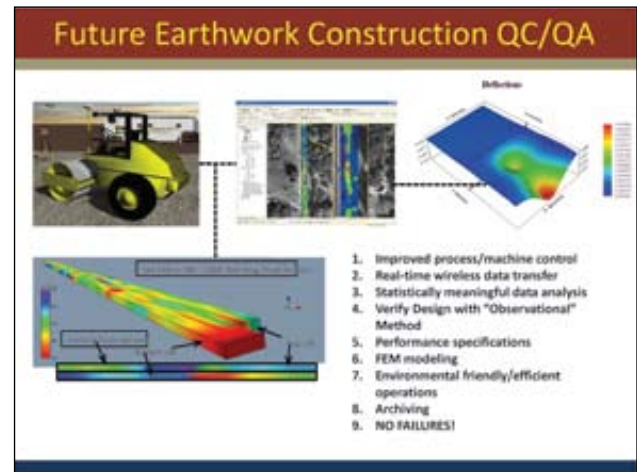 Future Earthwork Construction QC/QA
Deflections
1. Improved process/machine control
2. Real-time wireless data transfer
3. Statistically meaningful data analysis
4. Verify Design with "Observational"
Method
5. Performance specifications
6. FEM modeling
7. Environmental friendly/efficient
operations
8. Archiving
9. NO FAILURES!